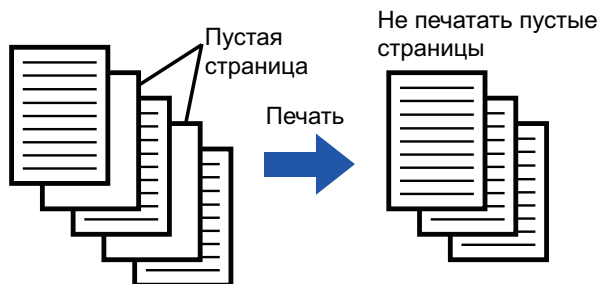 Пустая
страница
Печать
Не печатать пустые
страницы